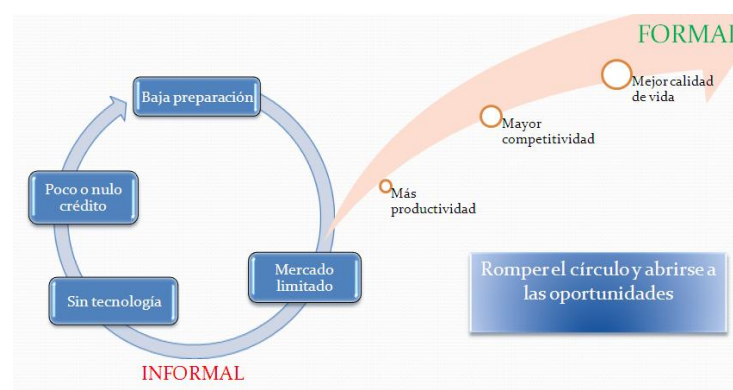 FORMAL
Baja preparación
Mejor calidad
de vida
Mayor
competitividad
Poco o nulo
crédito
Más
productividad
Mercado
limitado
Romper el círculo y abrirse a
las oportunidades
Sin tecnología
INFORMAL